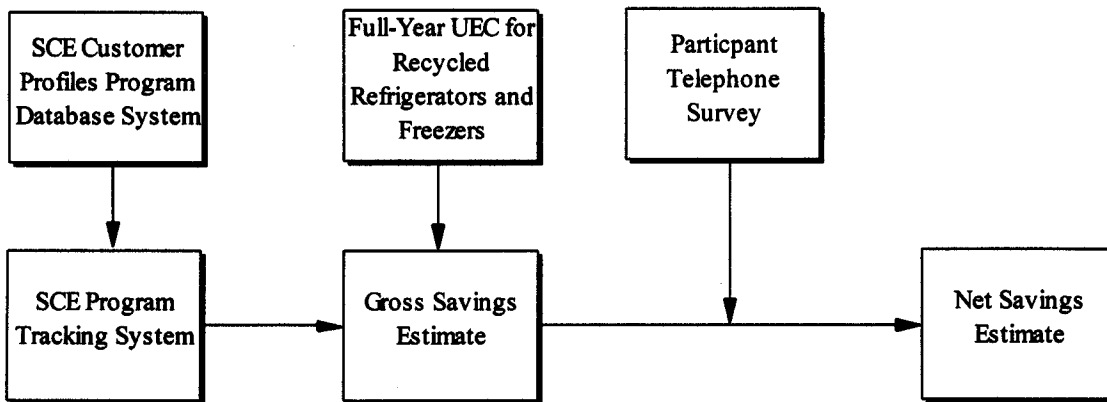 SCE Customer
Profiles Program
Database System
Full-Year UEC for
Recycled
Refrigerators and
Freezers
Particpant
Telephone
Survey
SCE Program
Tracking System
Gross Savings
Estimate
Net Savings
Estimate